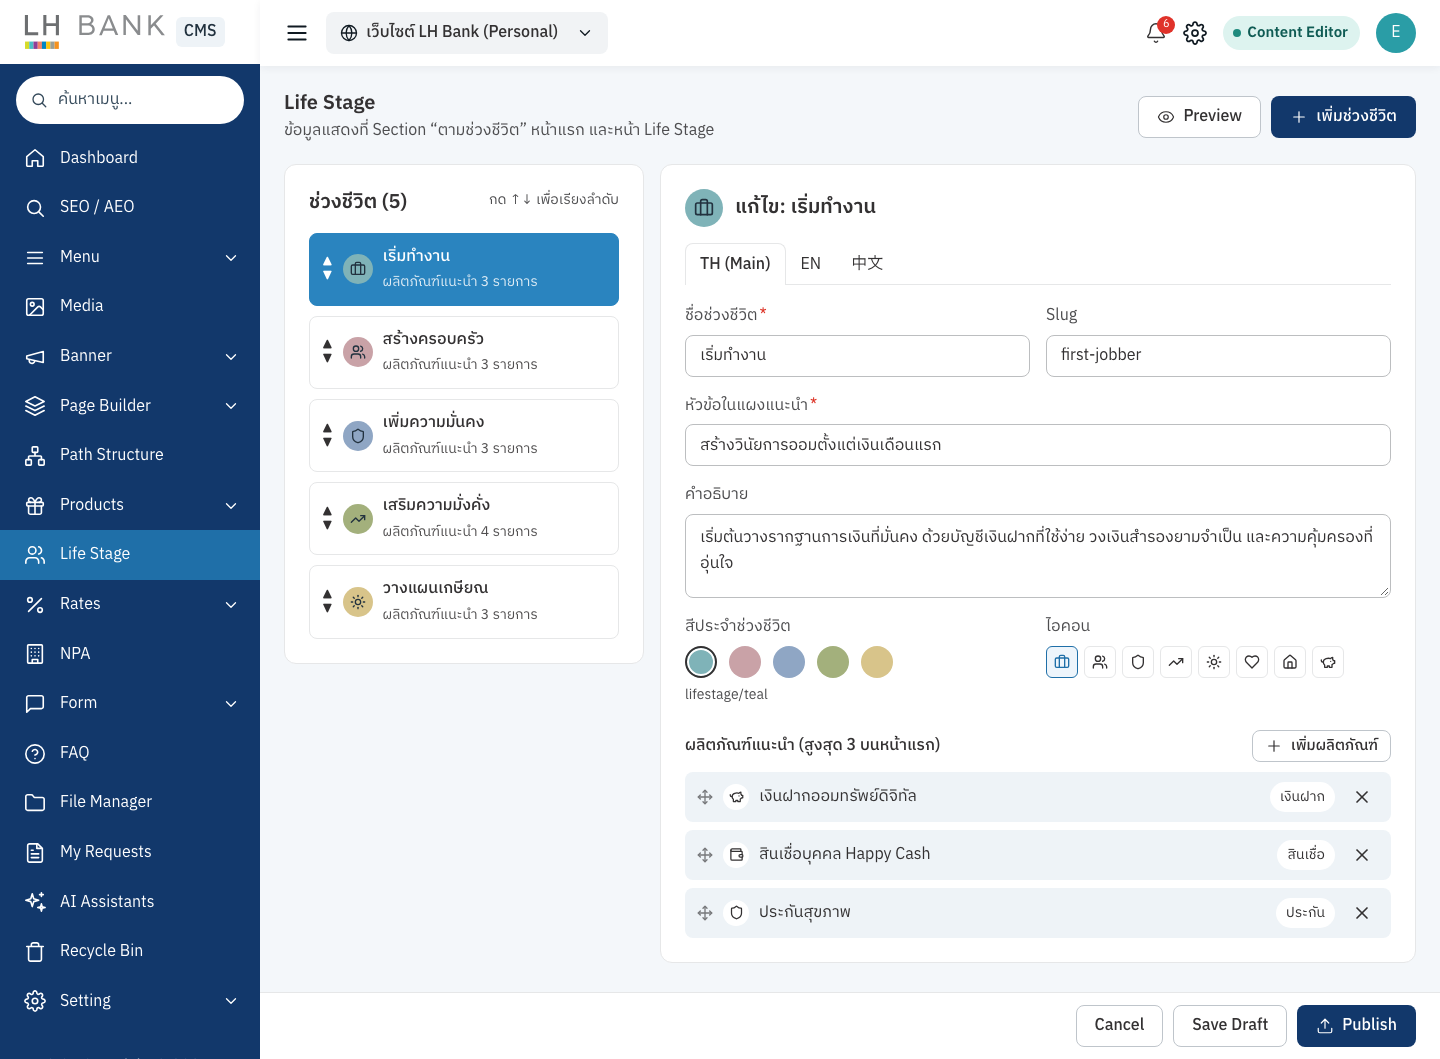 LH BANK CMS
เว็บไซต์ LH Bank (Personal)
6
Content Editor
E
ค้นหาเมนู...
Dashboard
SEO / AEO
Menu
Media
Banner
Page Builder
Path Structure
Products
Life Stage
Rates
NPA
Form
FAQ
File Manager
My Requests
AI Assistants
Recycle Bin
Setting
Life Stage
ข้อมูลแสดงที่ Section “ตามช่วงชีวิต” หน้าแรก และหน้า Life Stage
Preview
เพิ่มช่วงชีวิต
ช่วงชีวิต (5)
กด ↑↓ เพื่อเรียงลำดับ
เริ่มทำงาน
ผลิตภัณฑ์แนะนำ 3 รายการ
สร้างครอบครัว
ผลิตภัณฑ์แนะนำ 3 รายการ
เพิ่มความมั่นคง
ผลิตภัณฑ์แนะนำ 3 รายการ
เสริมความมั่งคั่ง
ผลิตภัณฑ์แนะนำ 4 รายการ
วางแผนเกษียณ
ผลิตภัณฑ์แนะนำ 3 รายการ
แก้ไข: เริ่มทำงาน
TH (Main) EN 中文
ชื่อช่วงชีวิต*
Slug
เริ่มทำงาน
first-jobber
หัวข้อในแผงแนะนำ*
สร้างวินัยการออมตั้งแต่เงินเดือนแรก
คำอธิบาย
เริ่มต้นวางรากฐานการเงินที่มั่นคง ด้วยบัญชีเงินฝากที่ใช้ง่าย วงเงินสำรองยามจำเป็น และความคุ้มครองที่
อุ่นใจ
สีประจำช่วงชีวิต
ไอคอน
lifestage/teal
ผลิตภัณฑ์แนะนำ (สูงสุด 3 บนหน้าแรก)
เพิ่มผลิตภัณฑ์
เงินฝากออมทรัพย์ดิจิทัล
เงินฝาก
สินเชื่อบุคคล Happy Cash
สินเชื่อ
ประกันสุขภาพ
ประกัน
Cancel
Save Draft
Publish